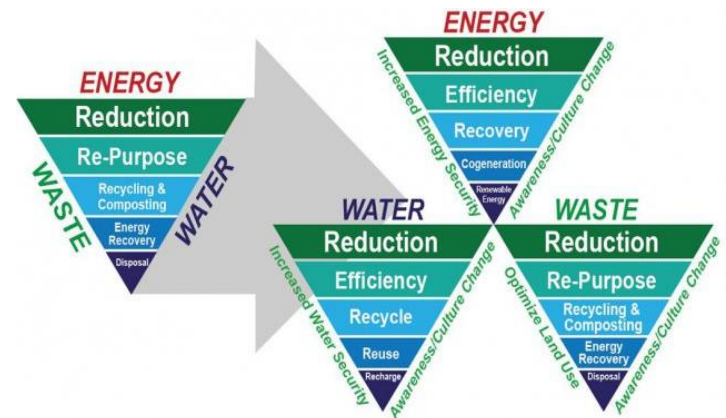 ENERGY
Reduction
Re-Purpose
Recycling &
Composting
Energy
Recovery
Disposal
WASTE
WATER
ENERGY
Reduction
Efficiency
Recovery
Cogeneration
Renewable
Energy
Increased Energy Security
Awareness/Culture Change
WATER
Reduction
Efficiency
Recycle
Reuse
Recharge
Increased Water Security
Awareness/Culture Change
WASTE
Reduction
Re-Purpose
Recycling &
Composting
Energy
Recovery
Disposal
Optimize Land Use
Awareness/Culture Change